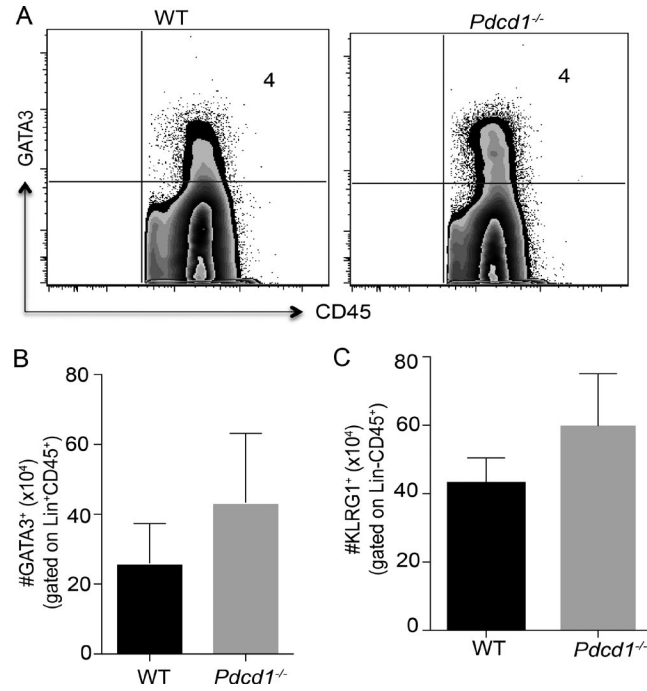 A
WT
Pdcd1-/-
4
4
GATA3
CD45
B
80
60
40
20
0
#GATA3+ (x10⁴)
(gated on Lin+CD45+)
WT
Pdcd1-/-
C
80
60
40
20
0
#KLRG1+ (x10⁴)
(gated on Lin-CD45+)
WT
Pdcd1-/-